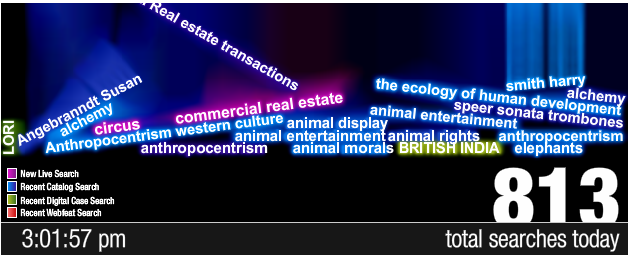 Real estate transactions
smith harry
the ecology of human development
alchemy
Angebranndt Susan
commercial real estate
speer sonata trombones
alchemy
circus
animal entertainment
LORI
Anthropocentrism western culture
animal display
animal entertainment
animal rights
anthropocentrism
anthropocentrism
animal morals
BRITISH INDIA
elephants
New Live Search
Recent Catalog Search
Recent Digital Case Search
Recent Webfeat Search
813
3:01:57 pm
total searches today